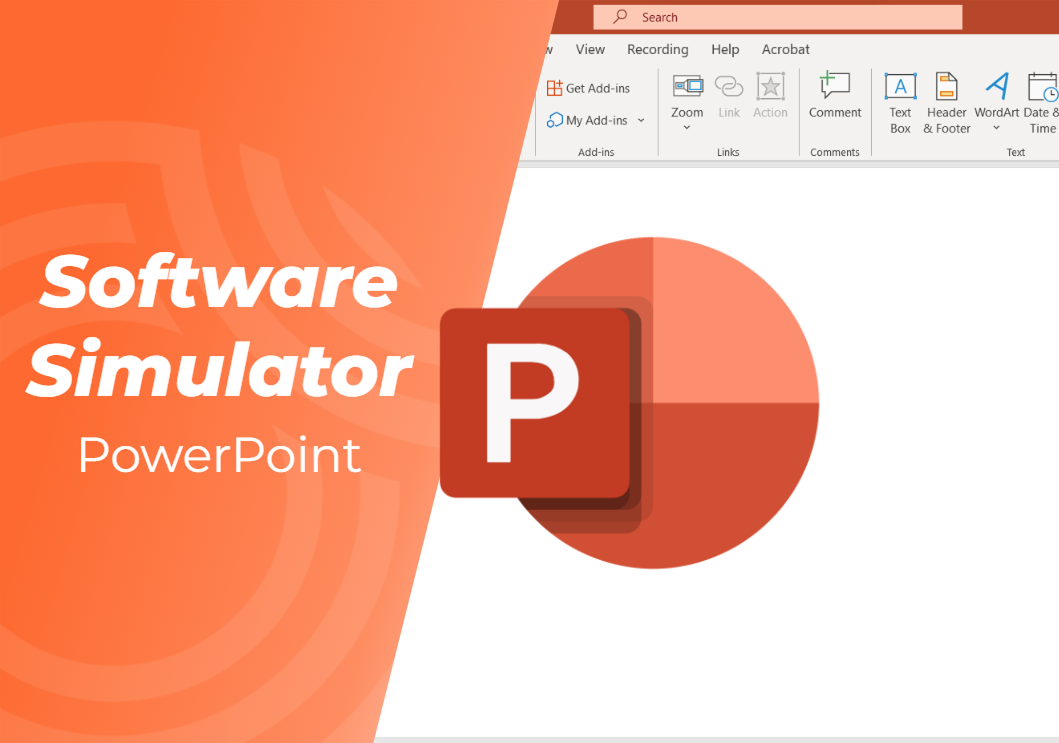 Software
Simulator
PowerPoint
Search
View Recording Help Acrobat
Get Add-ins
My Add-ins
Add-ins
Zoom Link Action
Links
Comment
Comments
Text
Box
Header
& Footer
WordArt
Date &
Time
Text
P